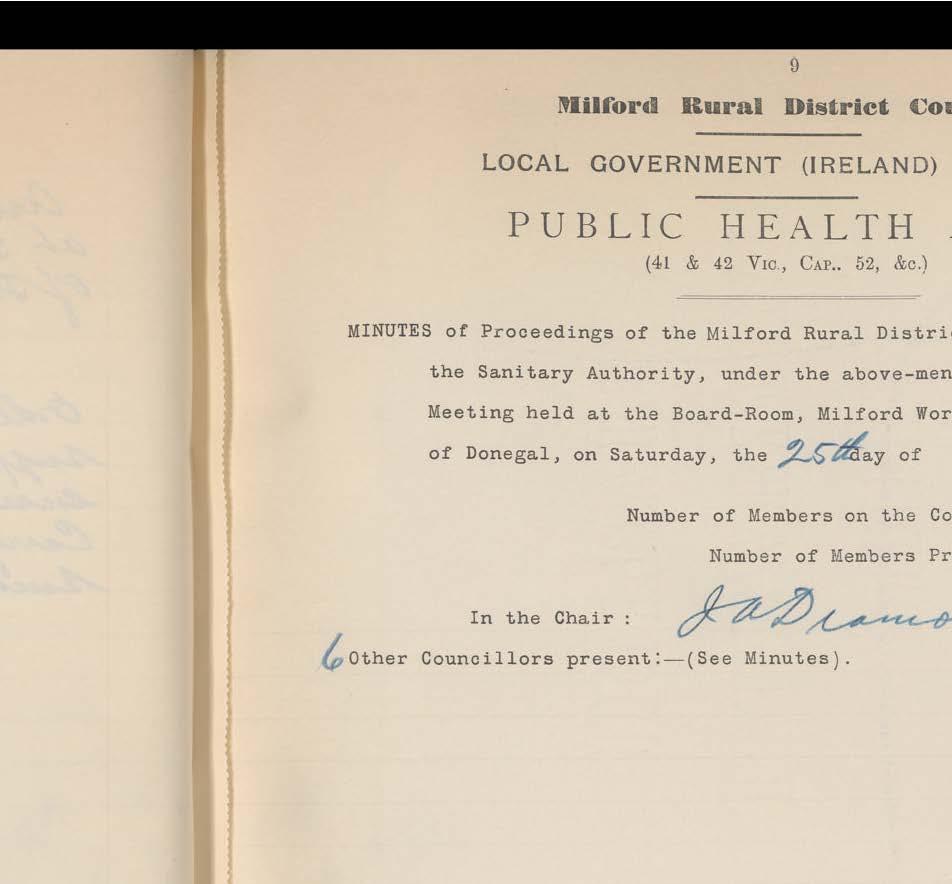 9
Milford Rural District Cou
LOCAL GOVERNMENT (IRELAND)
PUBLIC HEALTH
(41 & 42 Vic., Cap.. 52, &c.)
MINUTES of Proceedings of the Milford Rural Distri
the Sanitary Authority, under the above-men
Meeting held at the Board-Room, Milford Wor
of Donegal, on Saturday, the 25th day of
Number of Members on the Co
Number of Members Pr
In the Chair : J A Diamo
6 Other Councillors present:—(See Minutes).